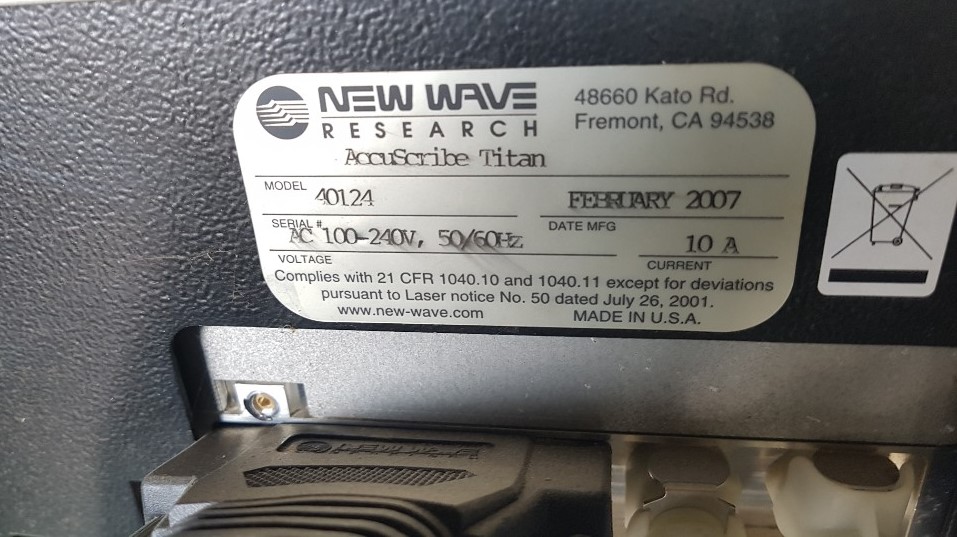 NEW WAVE
RESEARCH
48660 Kato Rd.
Fremont, CA 94538
AccuScribe Titan
MODEL
40124
FEBRUARY 2007
SERIAL #
DATE MFG
AC 100-240V, 50/60Hz
10 A
VOLTAGE
CURRENT
Complies with 21 CFR 1040.10 and 1040.11 except for deviations
pursuant to Laser notice No. 50 dated July 26, 2001.
www.new-wave.com
MADE IN U.S.A.